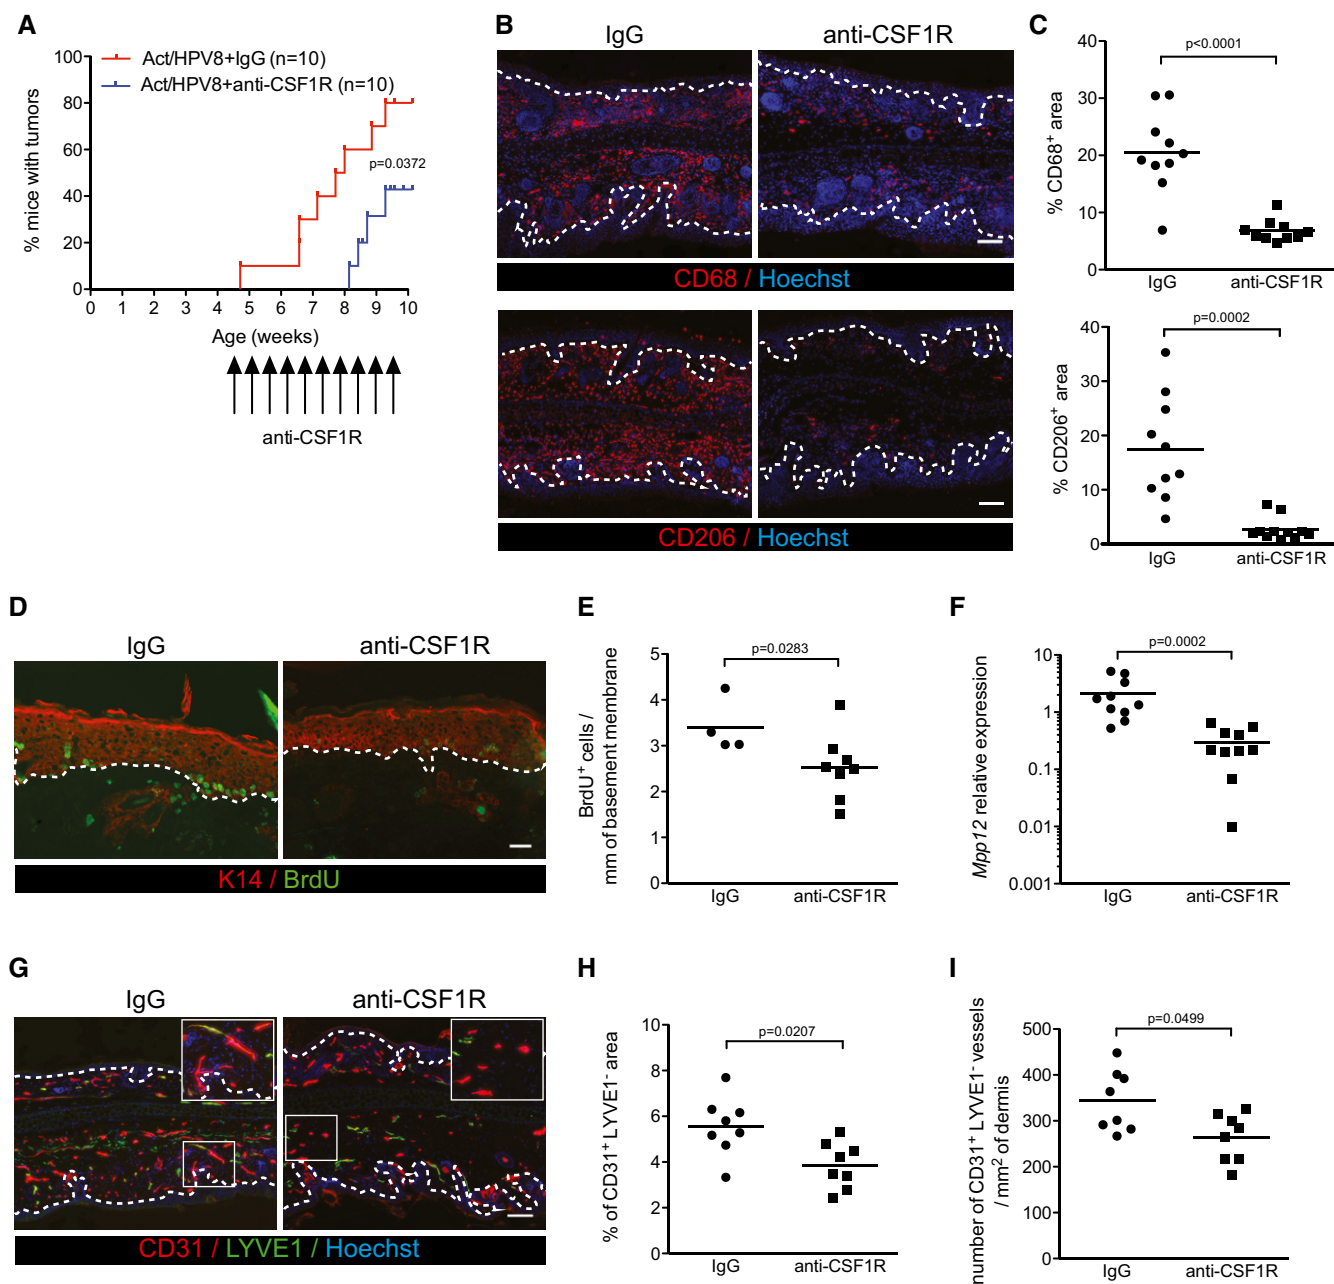 A
100
80
60
40
20
0
% mice with tumors
Act/HPV8+IgG (n=10)
Act/HPV8+anti-CSF1R (n=10)
p=0.0372
0 1 2 3 4 5 6 7 8 9 10
Age (weeks)
anti-CSF1R
B
IgG
anti-CSF1R
CD68 / Hoechst
CD206 / Hoechst
C
% CD68+ area
40
30
20
10
0
p<0.0001
IgG
anti-CSF1R
% CD206+ area
40
30
20
10
0
p=0.0002
IgG
anti-CSF1R
D
IgG
anti-CSF1R
K14 / BrdU
E
BrdU+ cells /
mm of basement membrane
5
4
3
2
1
0
p=0.0283
IgG
anti-CSF1R
F
Mpp12 relative expression
10
1
0.1
0.01
0.001
p=0.0002
IgG
anti-CSF1R
G
IgG
anti-CSF1R
CD31 / LYVE1 / Hoechst
H
% of CD31+ LYVE1- area
10
8
6
4
2
0
p=0.0207
IgG
anti-CSF1R
I
number of CD31+ LYVE1- vessels
/ mm2 of dermis
500
400
300
200
100
0
p=0.0499
IgG
anti-CSF1R